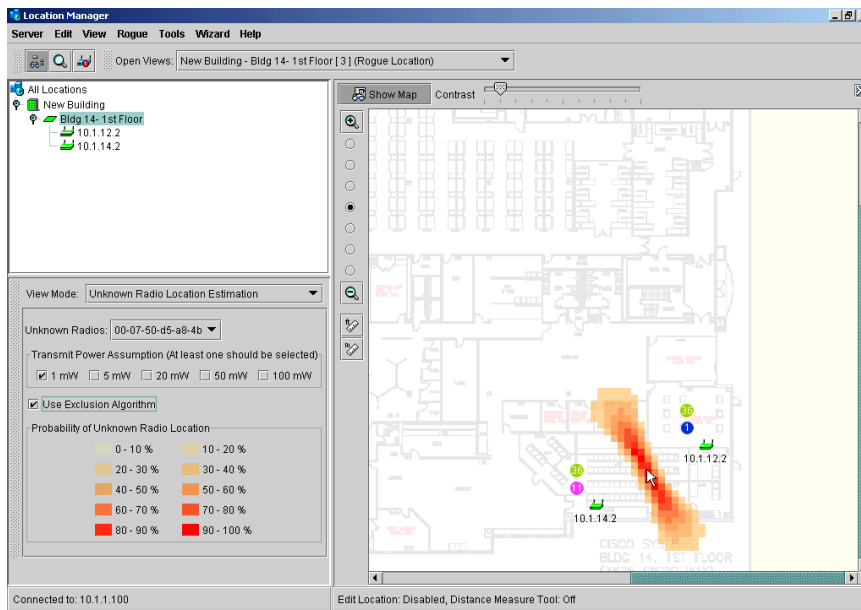 Location Manager
Server Edit View Rogue Tools Wizard Help
Open Views: New Building - Bldg 14- 1st Floor [ 3 ] (Rogue Location)
All Locations
New Building
Bldg 14- 1st Floor
10.1.12.2
10.1.14.2
Show Map Contrast
View Mode: Unknown Radio Location Estimation
Unknown Radios: 00-07-50-d5-a8-4b
Transmit Power Assumption (At least one should be selected)
1 mW 5 mW 20 mW 50 mW 100 mW
Use Exclusion Algorithm
Probability of Unknown Radio Location
0 - 10 % 10 - 20 %
20 - 30 % 30 - 40 %
40 - 50 % 50 - 60 %
60 - 70 % 70 - 80 %
80 - 90 % 90 - 100 %
ft
m
36
1
10.1.12.2
36
11
10.1.14.2
CISCO SYSTEMS
BLDG 14, 1ST FLOOR
Connected to: 10.1.1.100
Edit Location: Disabled, Distance Measure Tool: Off